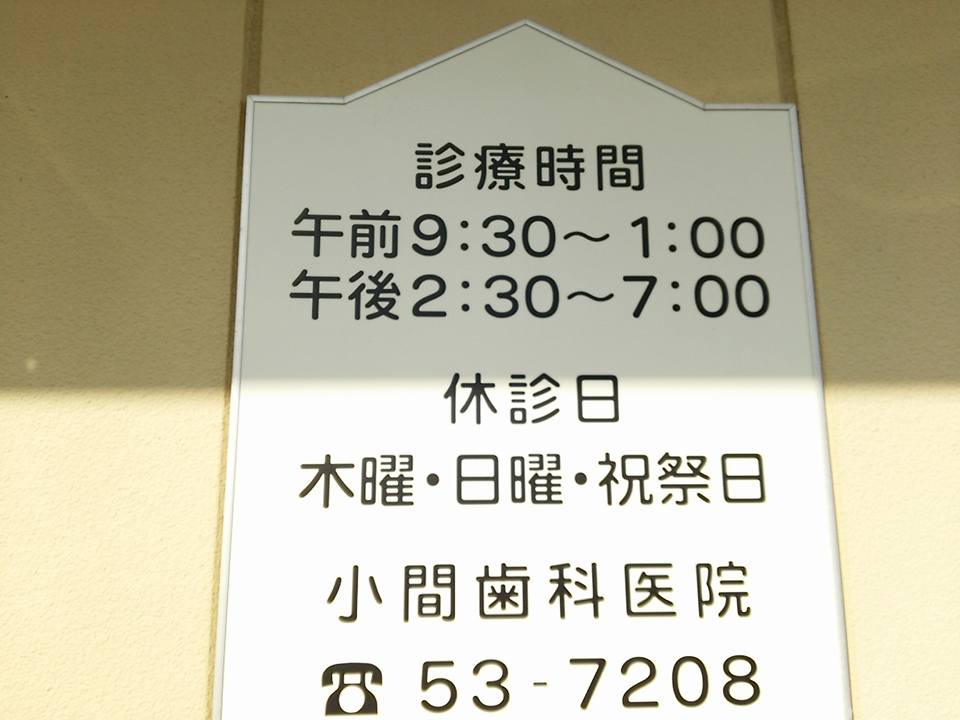 診療時間
午前9:30〜1:00
午後2:30〜7:00
休診日
木曜・日曜・祝祭日
小間歯科医院
☎ 53-7208